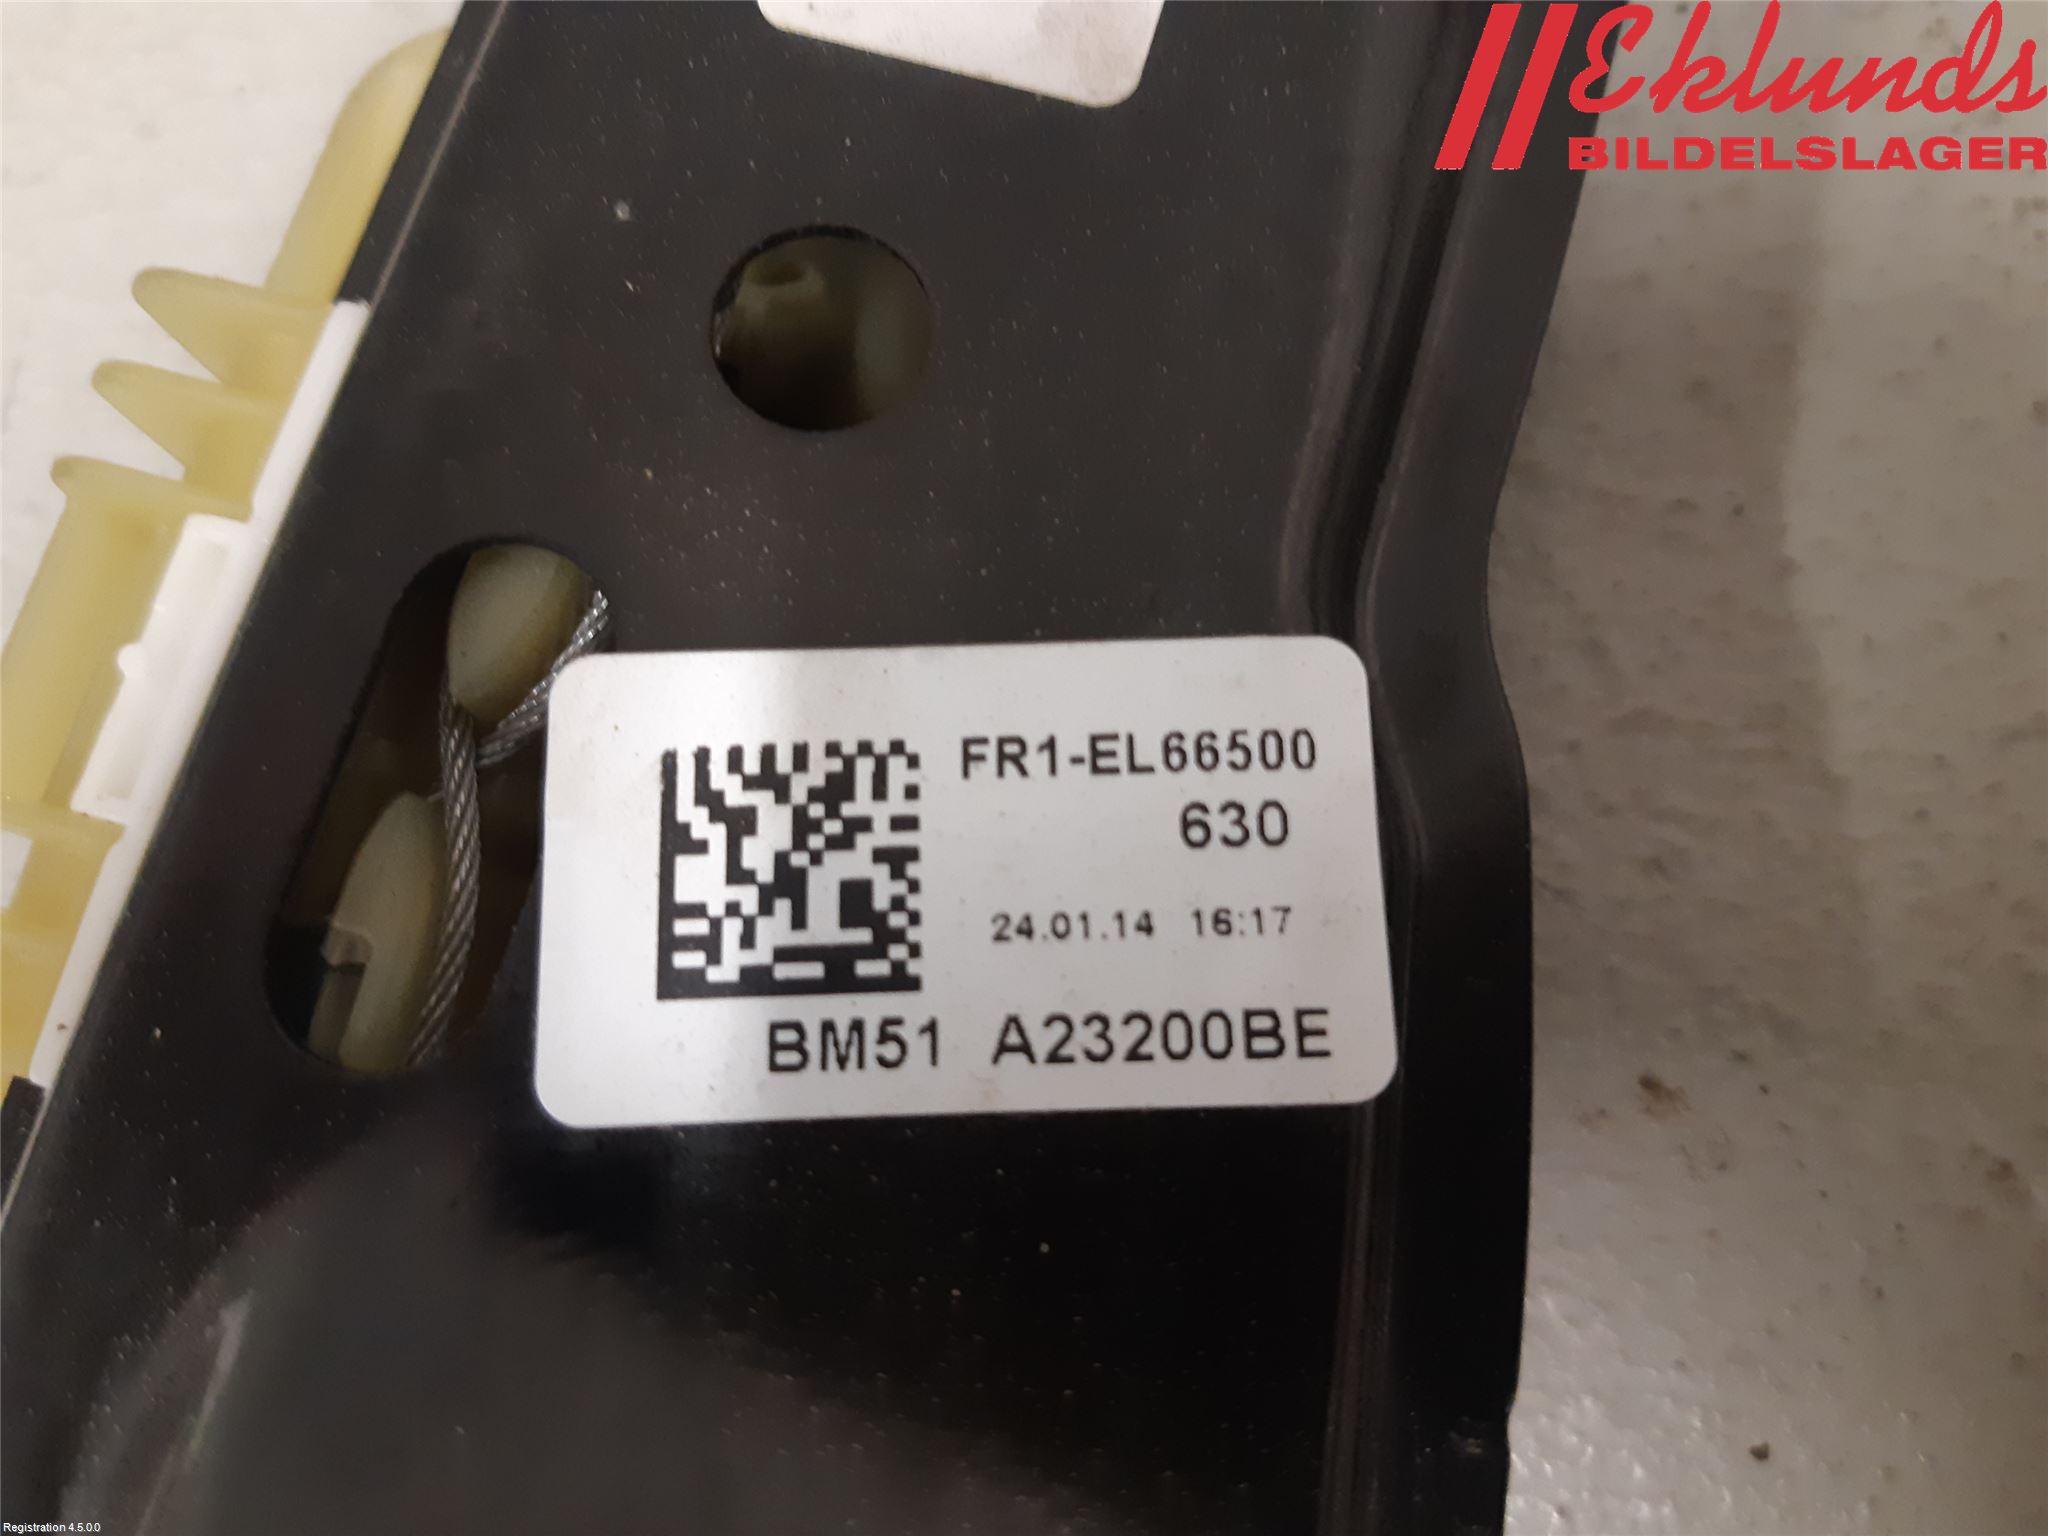 Eklunds
BILDELSLAGER
FR1-EL66500
630
24.01.14 16:17
BM51 A23200BE
Registration 4.5.0.0